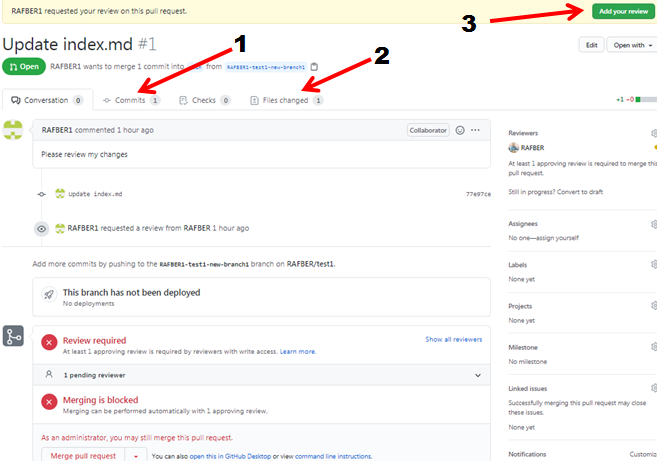 RAFBER1 requested your review on this pull request.
3
Add your review
Update index.md #1
1
2
Edit
Open with
Open
RAFBER1 wants to merge 1 commit into
from
RAFBER1-test1-new-branch1
Conversation 0
Commits 1
Checks 0
Files changed 1
+1 −0
RAFBER1 commented 1 hour ago
Collaborator
Please review my changes
Update index.md
77e97ce
RAFBER1 requested a review from RAFBER 1 hour ago
Add more commits by pushing to the RAFBER1-test1-new-branch1 branch on RAFBER/test1.
This branch has not been deployed
No deployments
Review required
Show all reviewers
At least 1 approving review is required by reviewers with write access. Learn more.
1 pending reviewer
Merging is blocked
Merging can be performed automatically with 1 approving review.
As an administrator, you may still merge this pull request.
Merge pull request
You can also open this in GitHub Desktop or view command line instructions.
Reviewers
RAFBER
At least 1 approving review is required to merge this
pull request.
Still in progress? Convert to draft
Assignees
No one—assign yourself
Labels
None yet
Projects
None yet
Milestone
No milestone
Linked issues
Successfully merging this pull request may close
these issues.
None yet
Notifications
Customiz